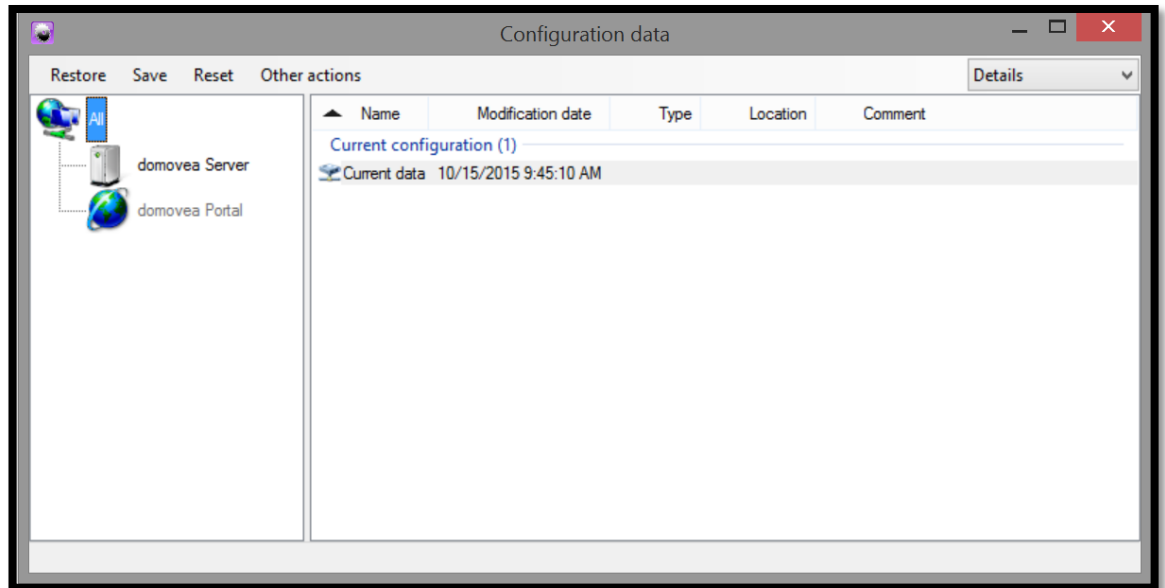 Configuration data
Restore Save Reset Other actions Details
All
domovea Server
domovea Portal
Name Modification date Type Location Comment
Current configuration (1)
Current data 10/15/2015 9:45:10 AM